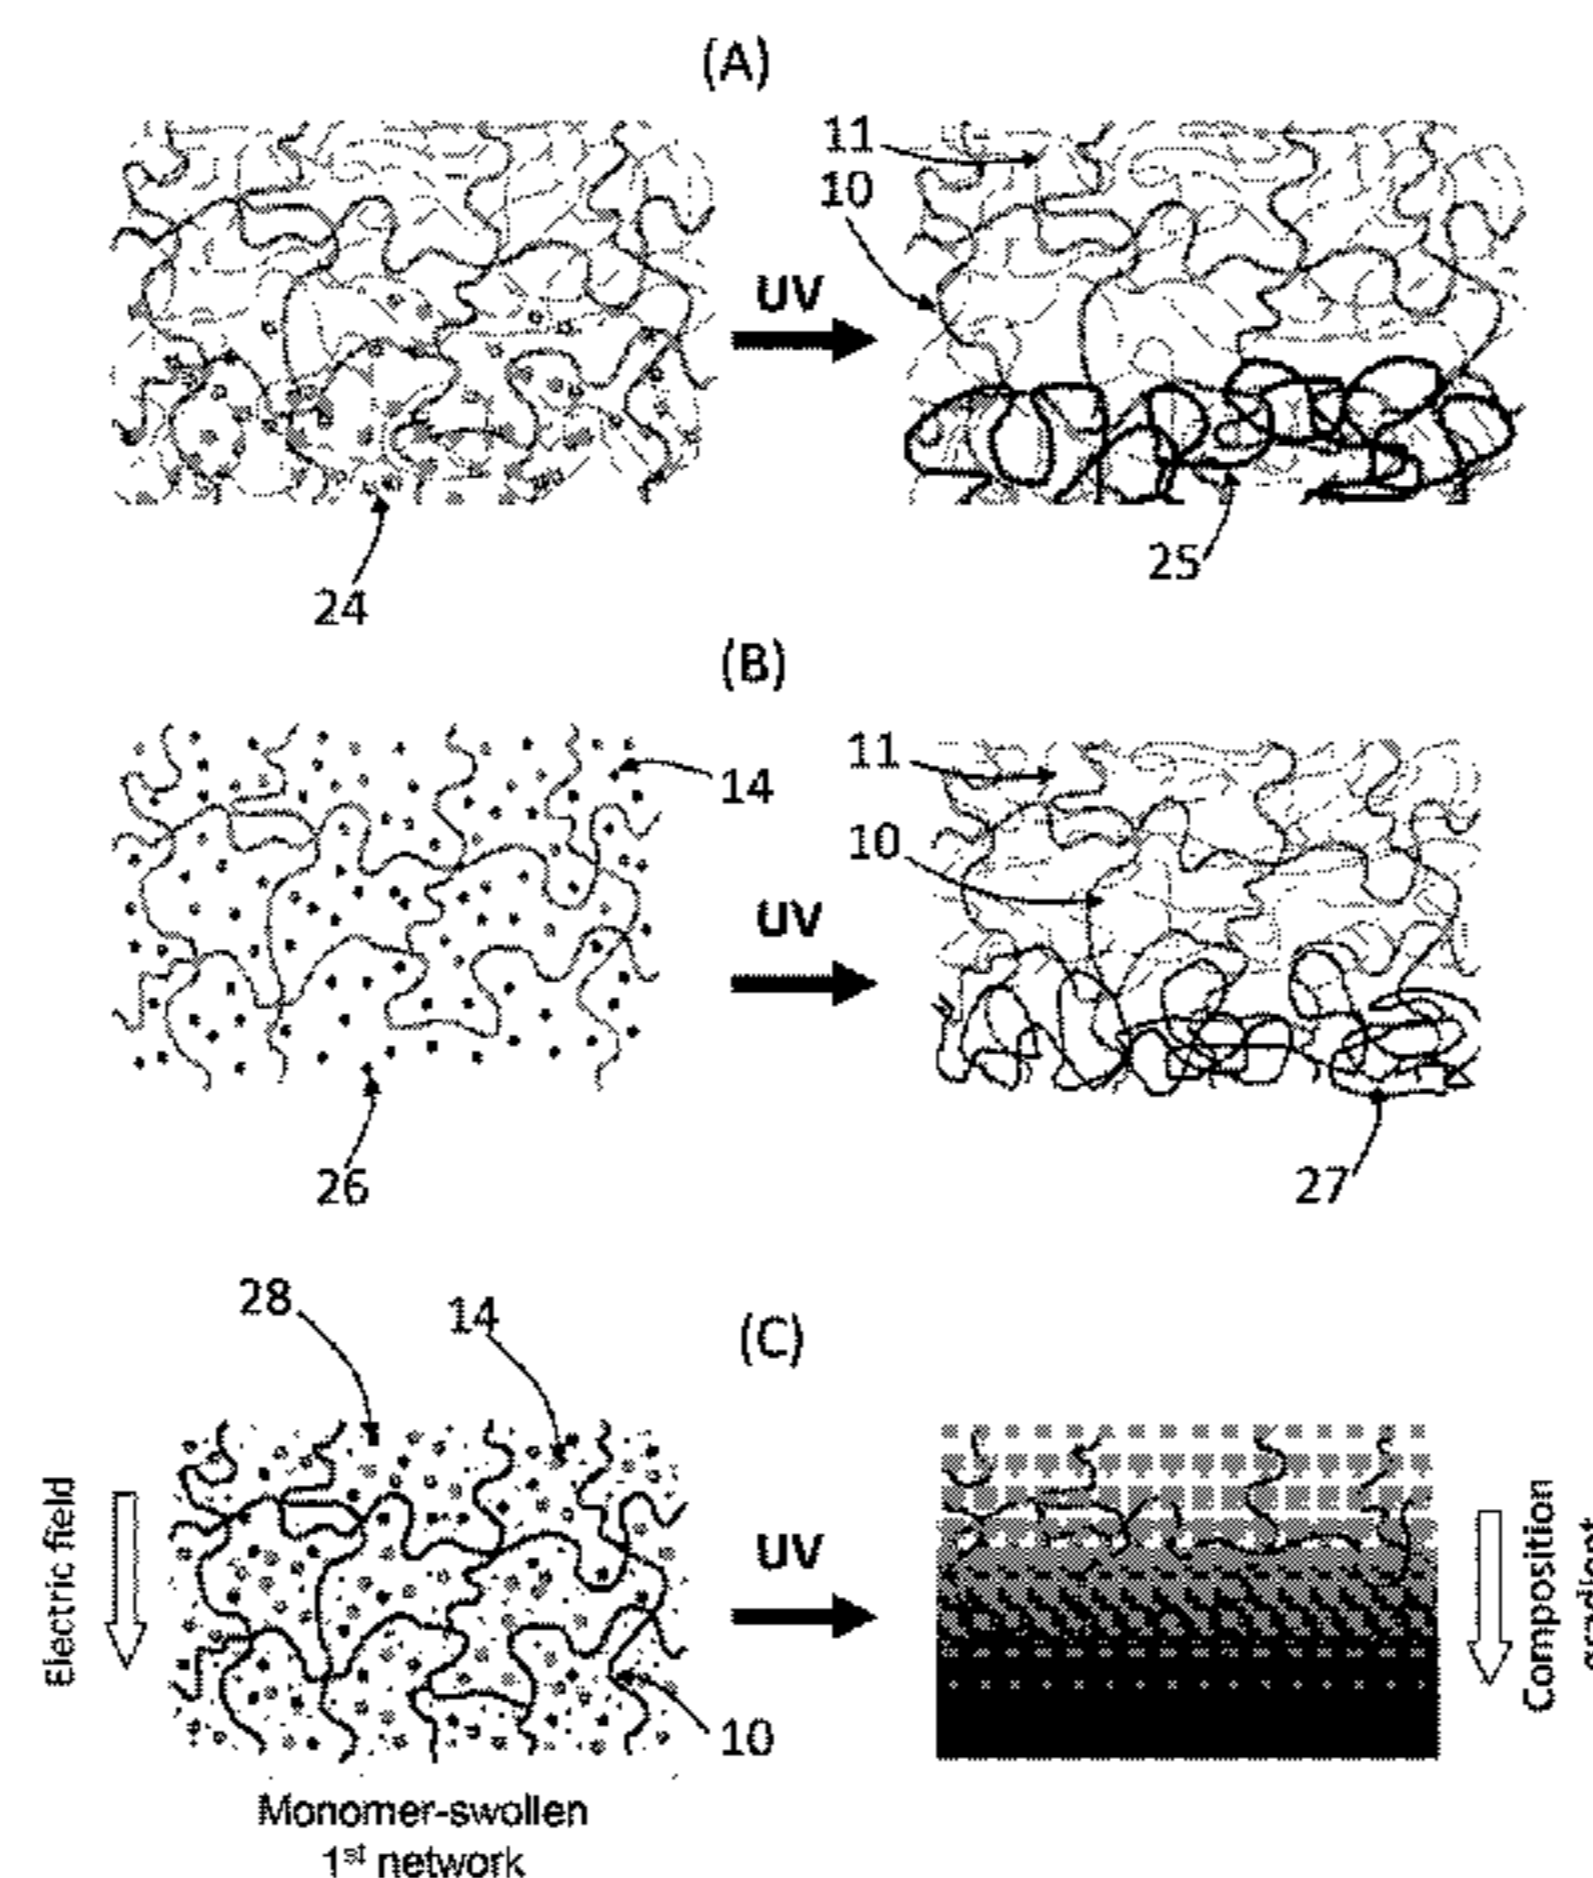 (A)
11
10
UV
24
25
(B)
14
11
10
UV
26
27
28
14
(C)
Electric field
UV
Composition
gradient
10
Monomer-swollen
1st network